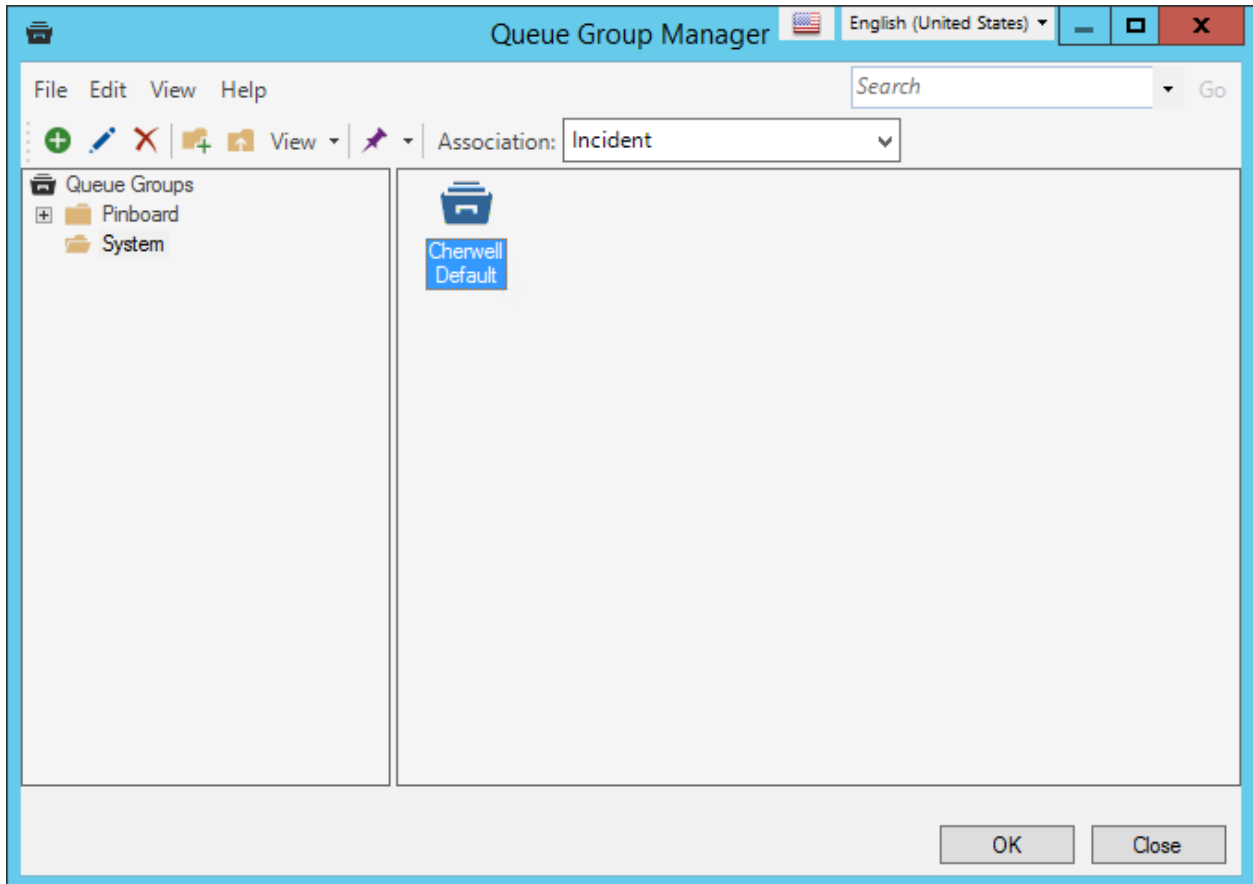 Queue Group Manager
English (United States)
File Edit View Help
Search
Go
View
Association:
Incident
Queue Groups
Pinboard
System
Cherwell
Default
OK
Close